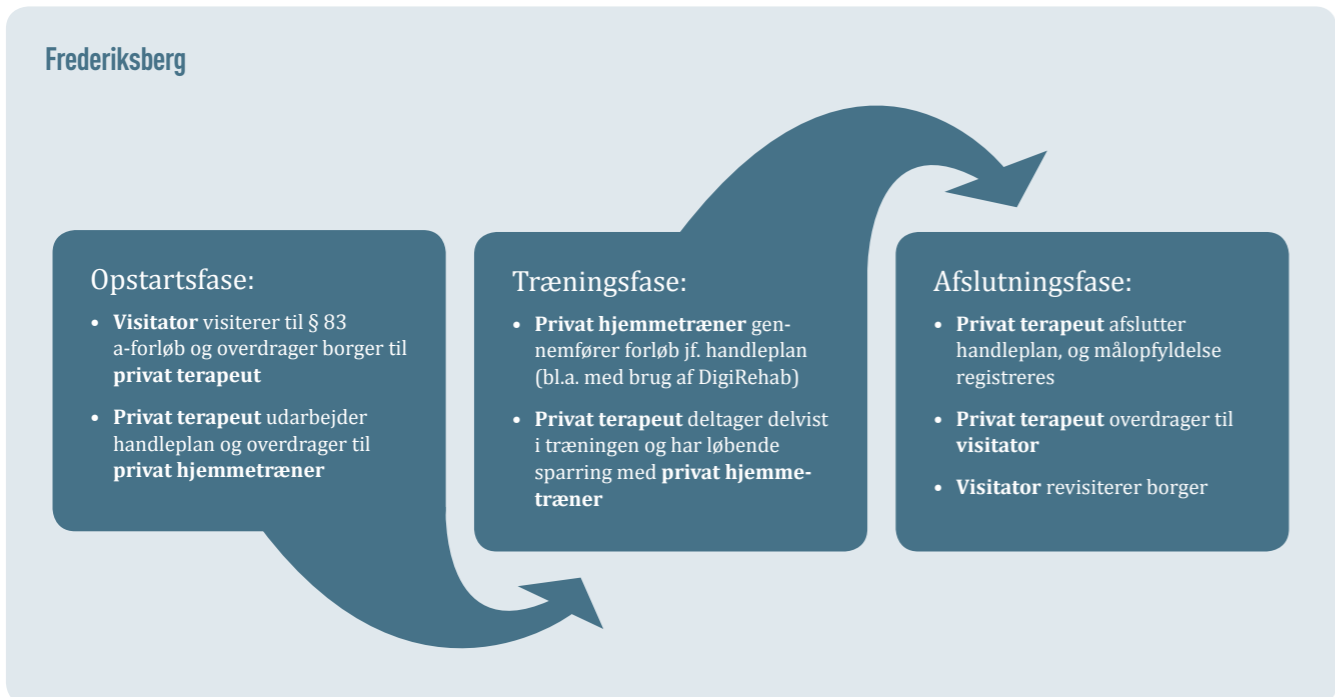 Frederiksberg
Opstartsfase:
• Visitator visiterer til § 83
a-forløb og overdrager borger til
privat terapeut
• Privat terapeut udarbejder
handleplan og overdrager til
privat hjemmetræner
Træningsfase:
• Privat hjemmetræner gen-
nemfører forløb jf. handleplan
(bl.a. med brug af DigiRehab)
• Privat terapeut deltager delvist
i træningen og har løbende
sparring med privat hjemme-
træner
Afslutningsfase:
• Privat terapeut afslutter
handleplan, og målopfyldelse
registreres
• Privat terapeut overdrager til
visitator
• Visitator revisiterer borger